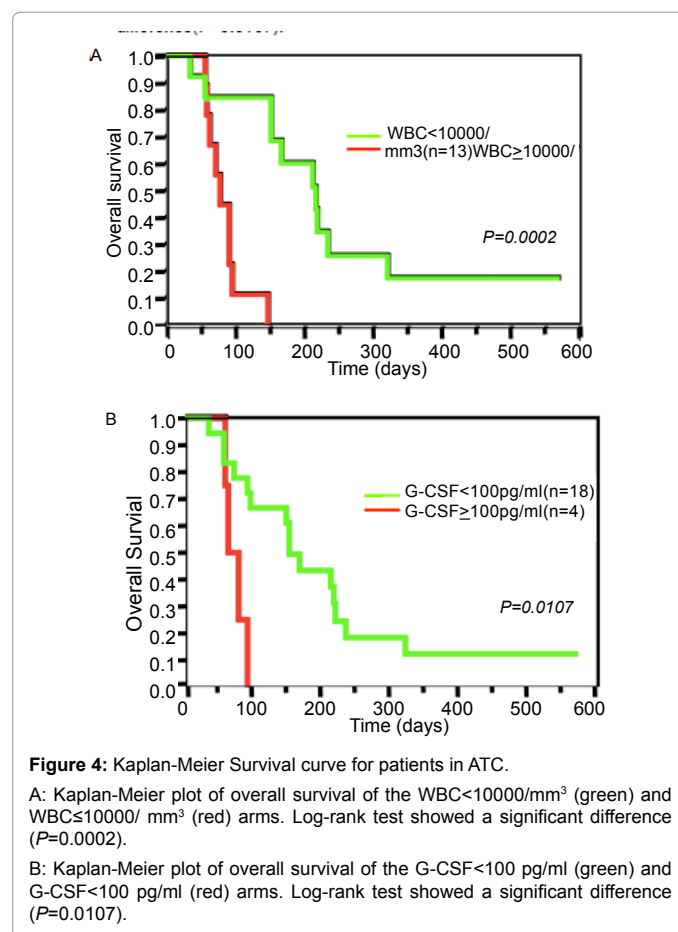 A
1.0
0.9
0.8
0.7
0.6
0.5
0.4
0.3
0.2
0.1
0.0
Overall survival
WBC<10000/
mm3(n=13)WBC≥10000/
P=0.0002
0 100 200 300 400 500 600
Time (days)
B
1.0
0.9
0.8
0.7
0.6
0.5
0.4
0.3
0.2
0.1
0.0
Overall Survival
G-CSF<100pg/ml(n=18)
G-CSF≥100pg/ml(n=4)
P=0.0107
0 100 200 300 400 500 600
Time (days)
Figure 4: Kaplan-Meier Survival curve for patients in ATC.
A: Kaplan-Meier plot of overall survival of the WBC<10000/mm³ (green) and
WBC≤10000/ mm³ (red) arms. Log-rank test showed a significant difference
(P=0.0002).
B: Kaplan-Meier plot of overall survival of the G-CSF<100 pg/ml (green) and
G-CSF<100 pg/ml (red) arms. Log-rank test showed a significant difference
(P=0.0107).